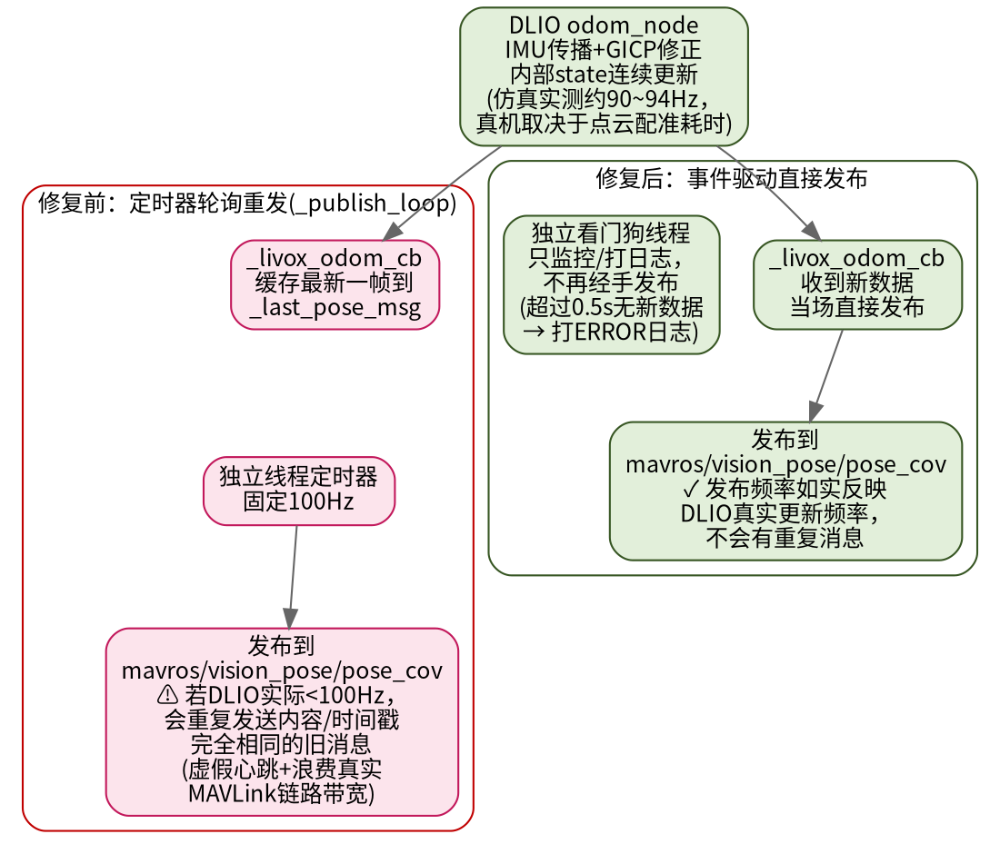 DLIO odom_node
IMU传播+GICP修正
内部state连续更新
(仿真实测约90~94Hz，
真机取决于点云配准耗时)
修复前：定时器轮询重发(_publish_loop)
_livox_odom_cb
缓存最新一帧到
_last_pose_msg
独立线程定时器
固定100Hz
发布到
mavros/vision_pose/pose_cov
⚠ 若DLIO实际<100Hz，
会重复发送内容/时间戳
完全相同的旧消息
(虚假心跳+浪费真实
MAVLink链路带宽)
修复后：事件驱动直接发布
独立看门狗线程
只监控/打日志，
不再经手发布
(超过0.5s无新数据
→ 打ERROR日志)
_livox_odom_cb
收到新数据
当场直接发布
发布到
mavros/vision_pose/pose_cov
✓ 发布频率如实反映
DLIO真实更新频率，
不会有重复消息